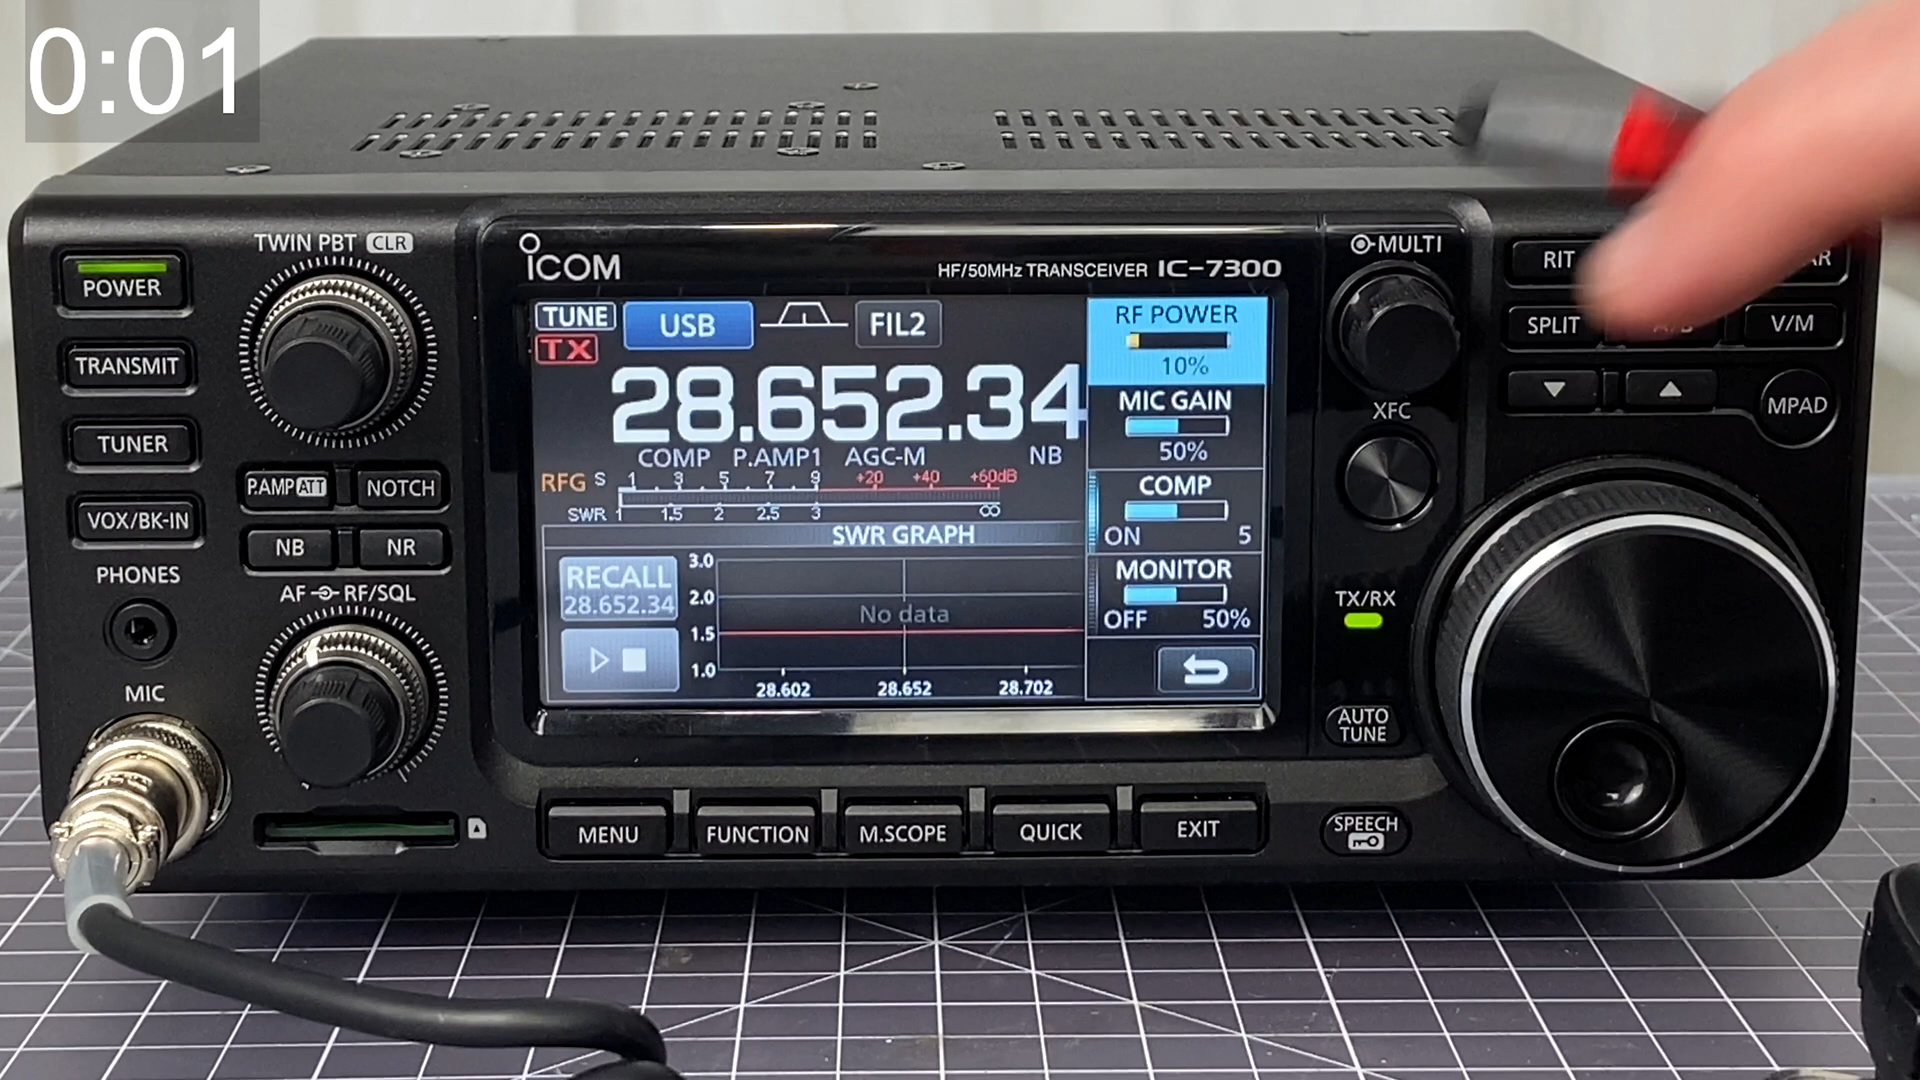 0:01
TWIN PBT CLR
POWER
TRANSMIT
TUNER
VOX/BK-IN
P.AMP ATT
NOTCH
NB
NR
PHONES
AF RF/SQL
MIC
ICOM
HF/50MHz TRANSCEIVER IC-7300
TUNE
TX
USB
FIL2
28.652.34
COMP P.AMP1 AGC-M NB
RFG S 1 3 5 7 9 +20 +40 +60dB
SWR 1 1.5 2 2.5 3 ∞
SWR GRAPH
RECALL
28.652.34
3.0
2.0
1.5
1.0
No data
28.602 28.652 28.702
RF POWER
10%
MIC GAIN
50%
COMP
ON 5
MONITOR
OFF 50%
MENU
FUNCTION
M.SCOPE
QUICK
EXIT
MULTI
XFC
TX/RX
AUTO
TUNE
SPEECH
RIT
SPLIT
A/B
V/M
MPAD